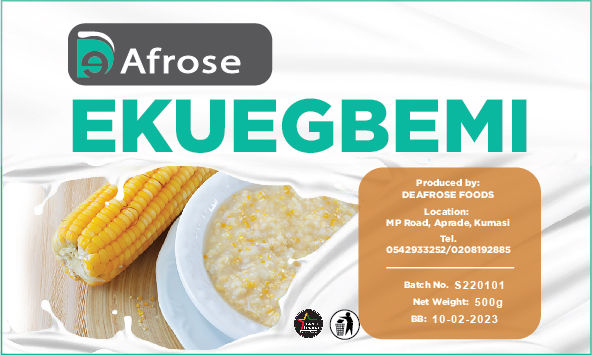 De Afrose
EKUEGBEMI
Produced by:
DEAFROSE FOODS
Location:
MP Road, Aprade, Kumasi
Tel.
0542933252/0208192885
Batch No. S220101
Net Weight: 500g
BB: 10-02-2023